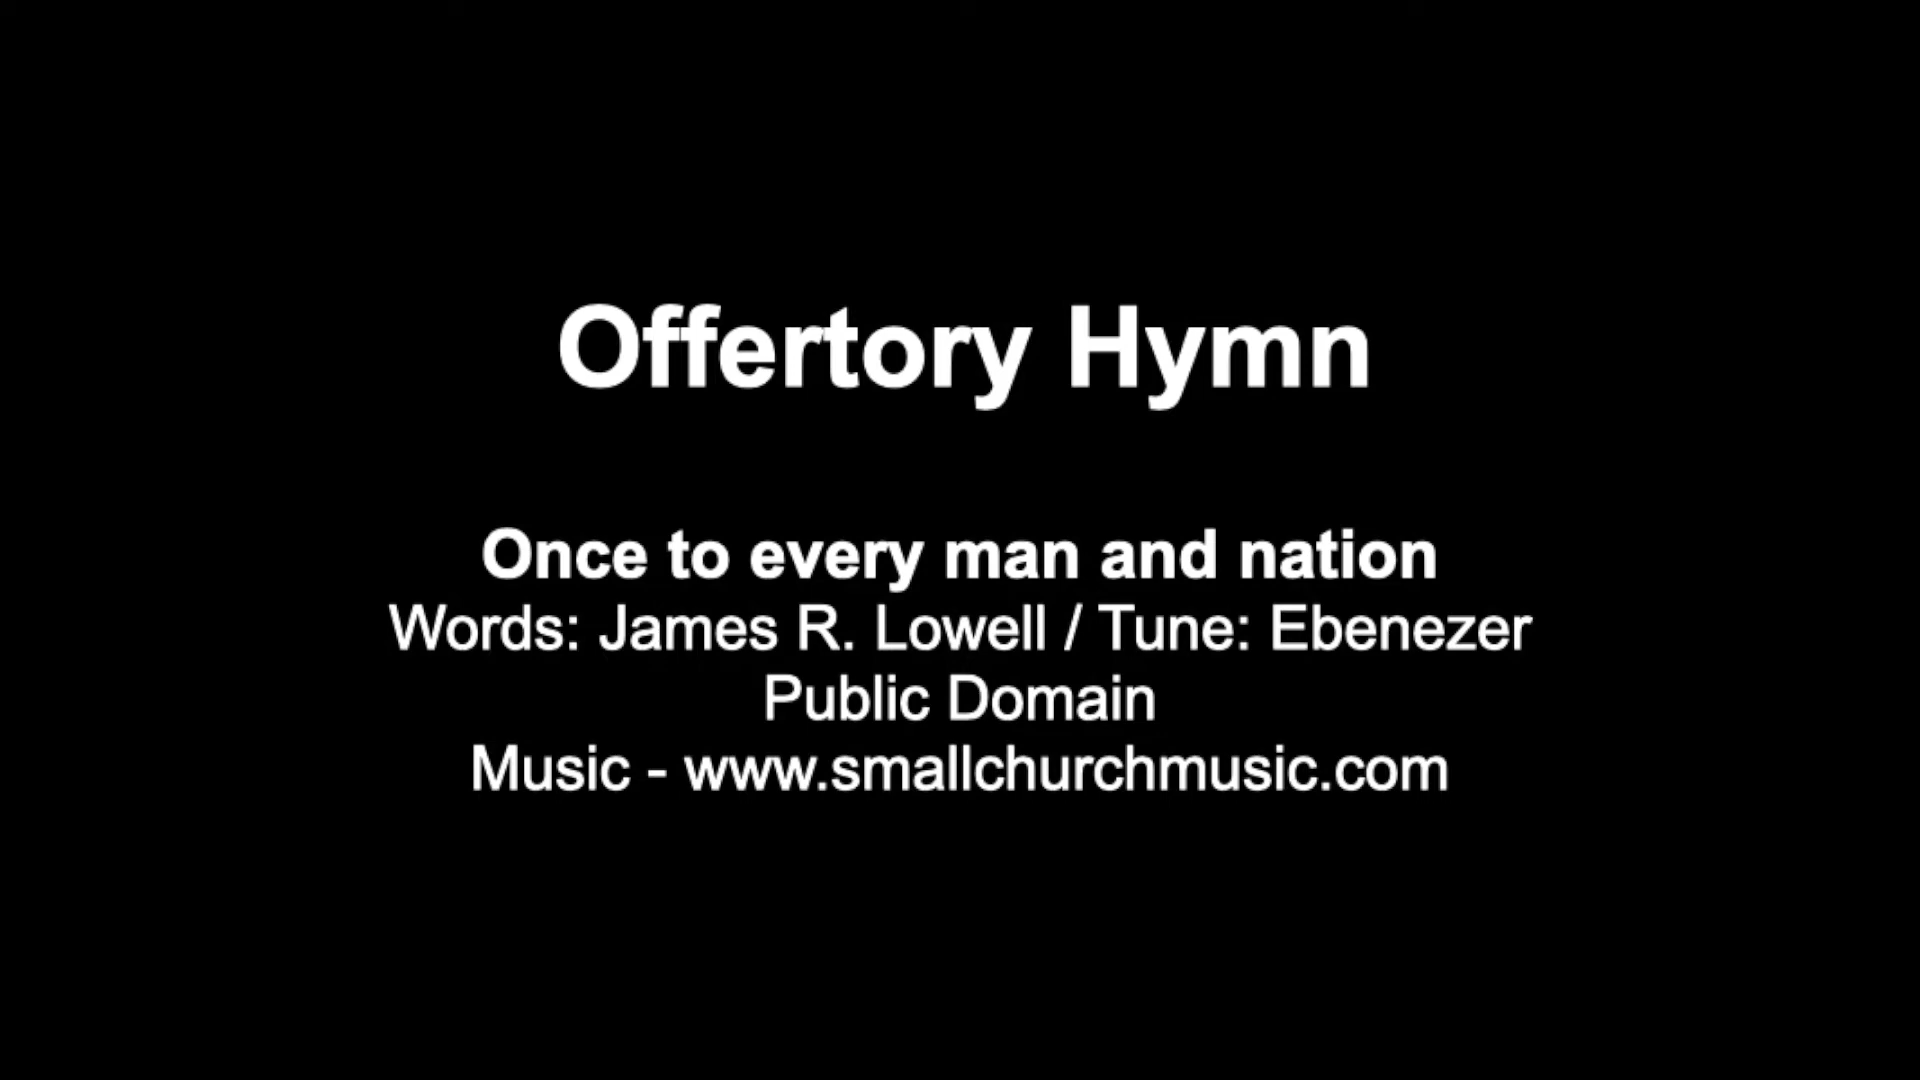 Offertory Hymn
Once to every man and nation
Words: James R. Lowell / Tune: Ebenezer
Public Domain
Music - www.smallchurchmusic.com